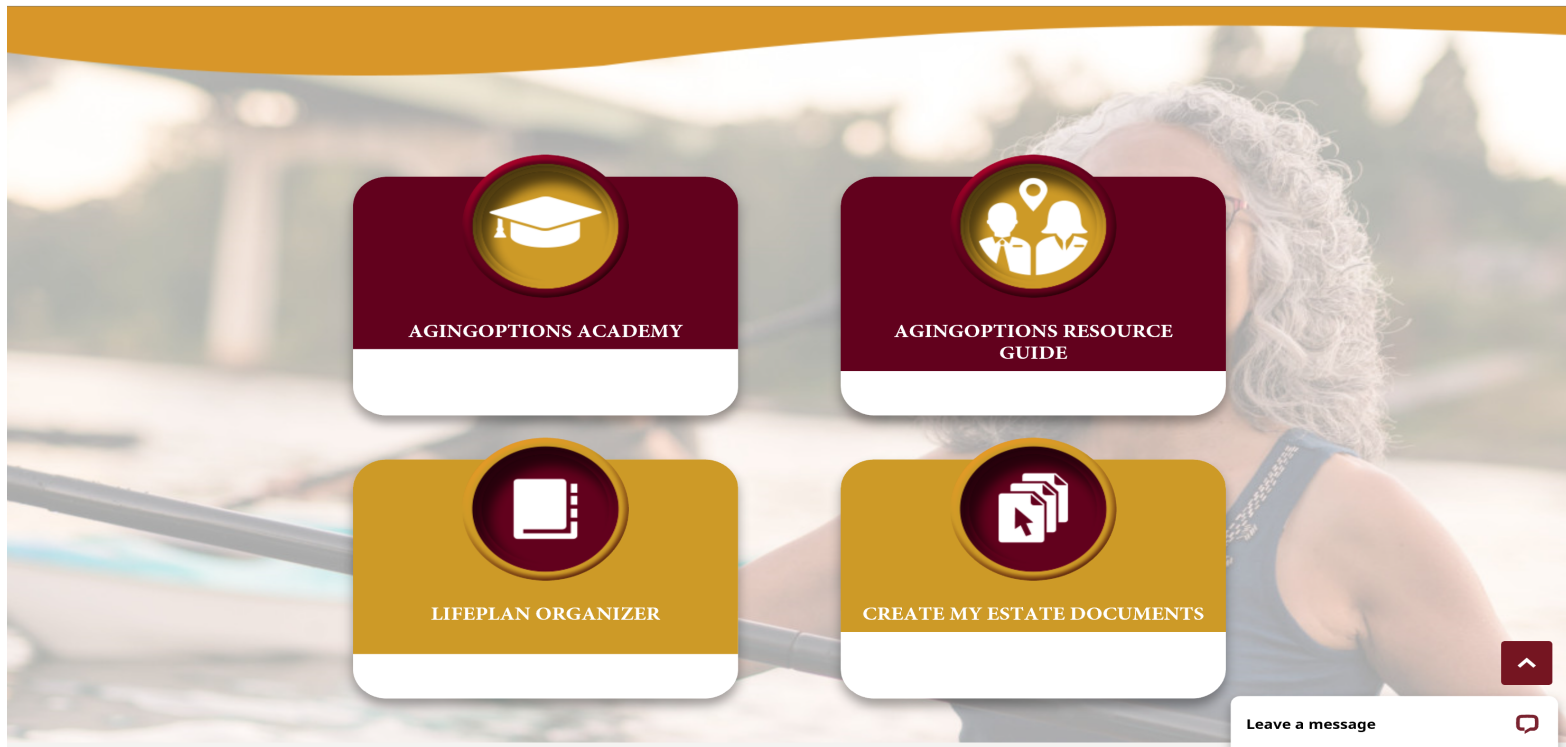 AGINGOPTIONS ACADEMY
AGINGOPTIONS RESOURCE
GUIDE
LIFEPLAN ORGANIZER
CREATE MY ESTATE DOCUMENTS
Leave a message